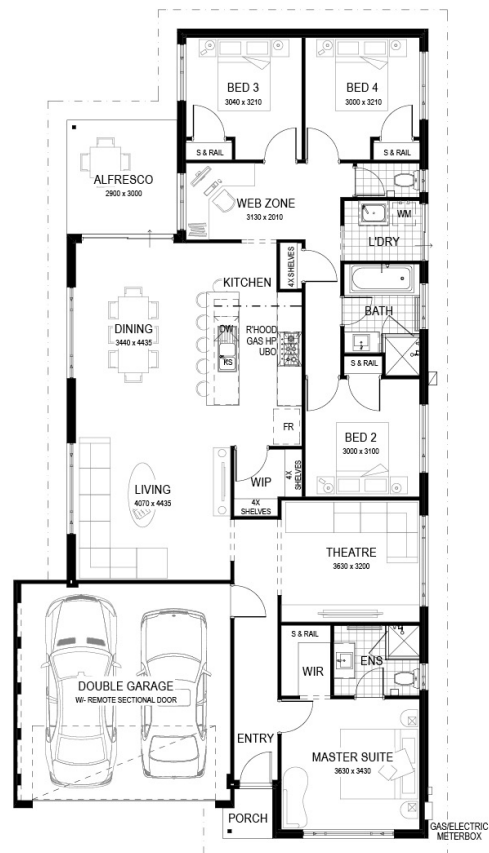 BED 3
3040 x 3210
BED 4
3000 x 3210
S & RAIL
S & RAIL
ALFRESCO
2900 x 3000
WEB ZONE
3130 x 2010
WM
L'DRY
4X SHELVES
KITCHEN
BATH
DINING
3440 x 4435
DW
R'HOOD
GAS HP
UBO
RS
S & RAIL
FR
BED 2
3000 x 3100
WIP
4X
SHELVES
4X
SHELVES
LIVING
4070 x 4435
THEATRE
3630 x 3200
S & RAIL
WIR
ENS
DOUBLE GARAGE
W/- REMOTE SECTIONAL DOOR
ENTRY
MASTER SUITE
3630 x 3430
PORCH
GAS/ELECTRIC
METERBOX